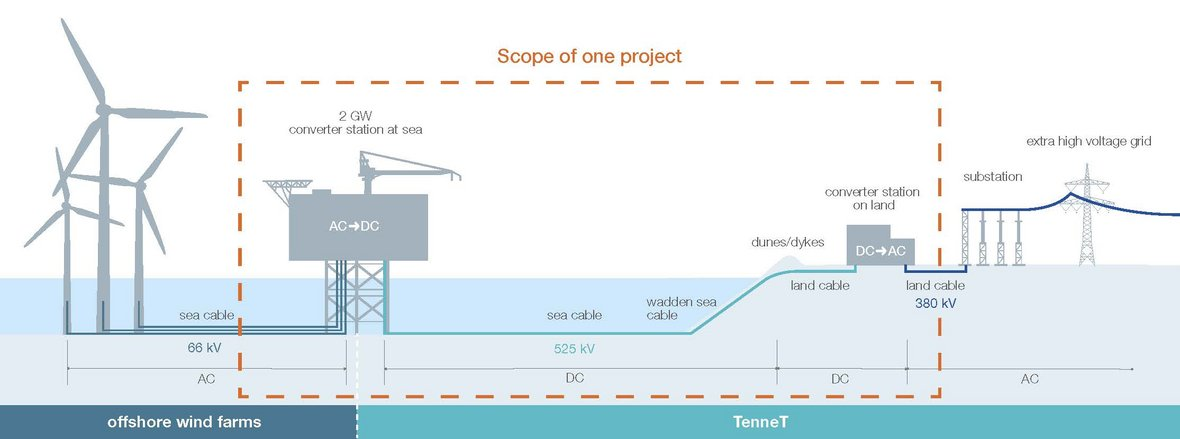 Scope of one project
2 GW
converter station at sea
extra high voltage grid
substation
converter station
on land
AC→DC
dunes/dykes
DC→AC
land cable
land cable
380 kV
wadden sea
cable
sea cable
sea cable
66 kV
525 kV
AC
DC
DC
AC
offshore wind farms
TenneT